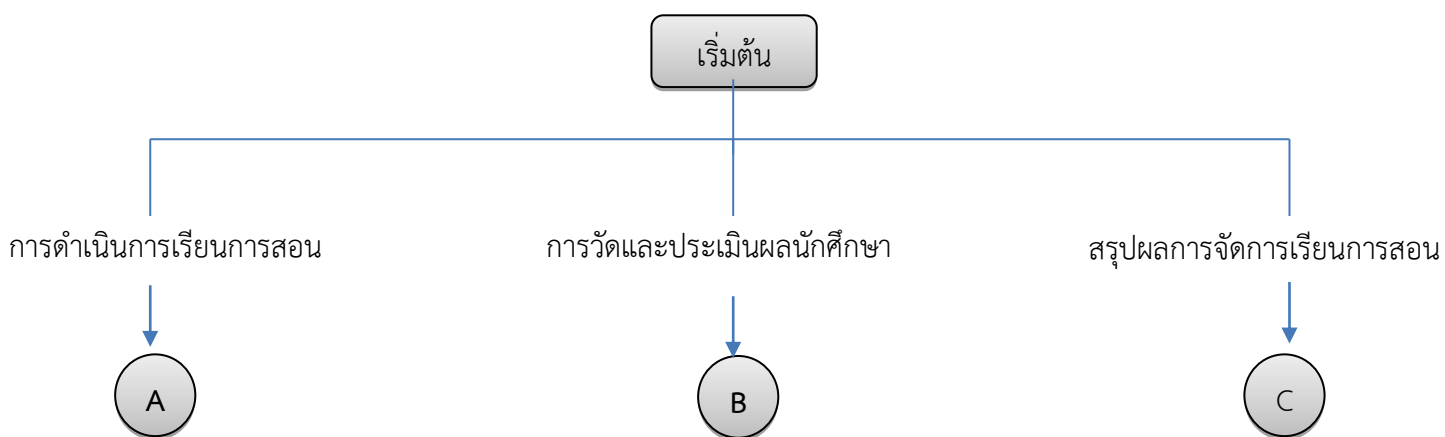 เริ่มต้น
การดำเนินการเรียนการสอน
การวัดและประเมินผลนักศึกษา
สรุปผลการจัดการเรียนการสอน
A
B
C